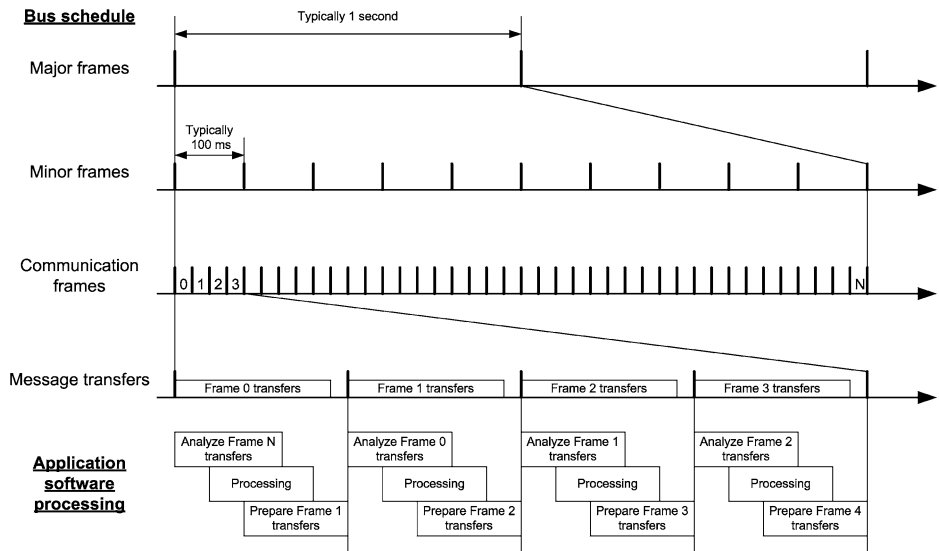 Bus schedule
Typically 1 second
Major frames
Typically
100 ms
Minor frames
Communication
frames
0 1 2 3 N
Message transfers
Frame 0 transfers
Frame 1 transfers
Frame 2 transfers
Frame 3 transfers
Application
software
processing
Analyze Frame N
transfers
Processing
Prepare Frame 1
transfers
Analyze Frame 0
transfers
Processing
Prepare Frame 2
transfers
Analyze Frame 1
transfers
Processing
Prepare Frame 3
transfers
Analyze Frame 2
transfers
Processing
Prepare Frame 4
transfers